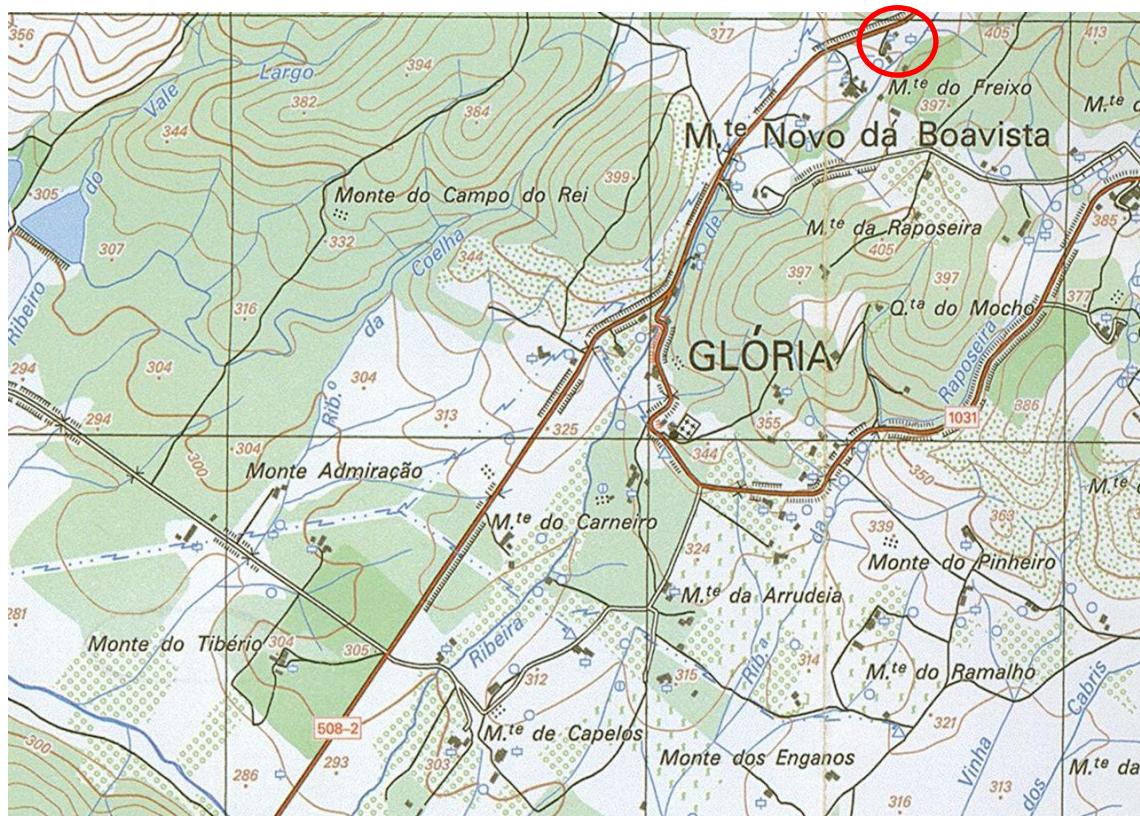 356
377
405
413
Largo
394
Vale
382
384
M.te do Freixo
397
344
M.te Novo da Boavista
do
399
305
Monte do Campo do Rei
385
de
M.te da Raposeira
332
405
307
Coelha
344
397
397
377
316
da
Q.ta do Mocho
Ribeiro
GLÓRIA
Raposeira
294
304
304
Rib.o
313
294
325
355
1031
386
304
344
300
Monte Admiração
350
M.te do Carneiro
339
363
324
Monte do Pinheiro
281
M.te da Arrudeia
Monte do Tibério
304
305
Ribeira
Rib.a
314
312
315
M.te do Ramalho
Cabris
508-2
321
M.te de Capelos
300
Monte dos Enganos
286
293
303
Vinha
M.te da
313
316
dos